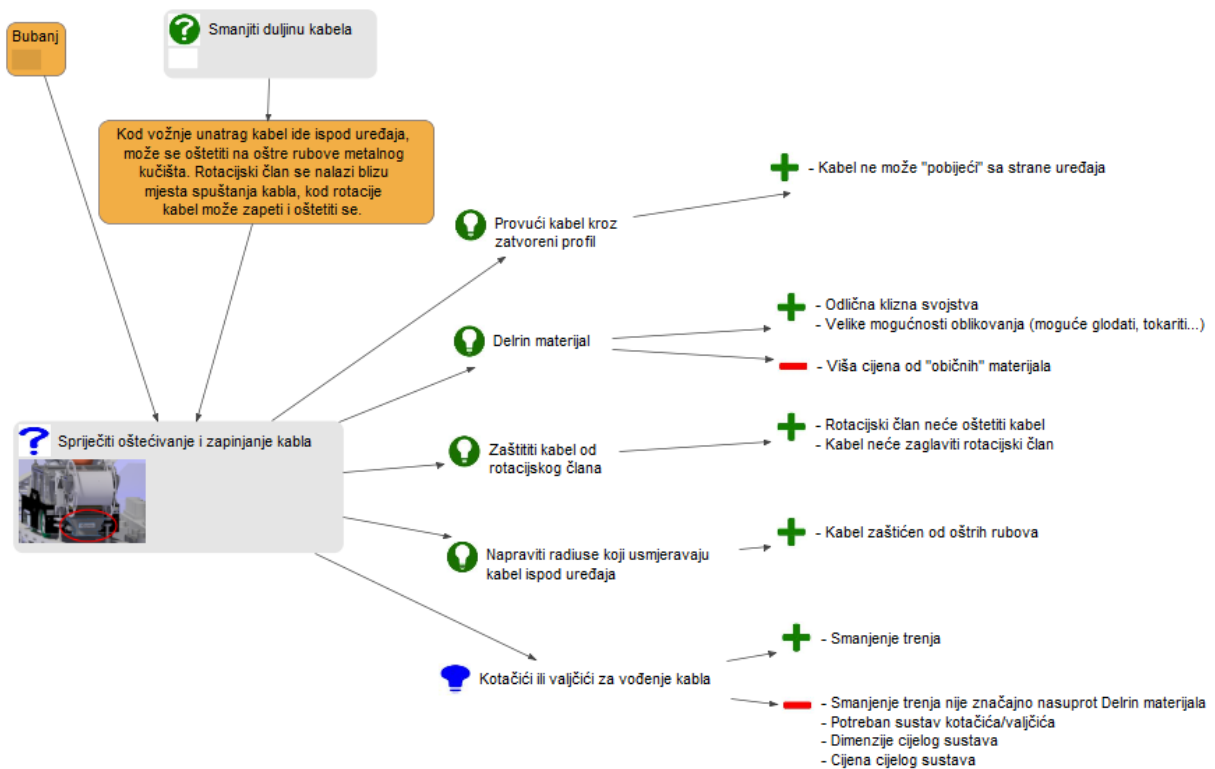 Bubanj
Smanjiti duljinu kabela
Kod vožnje unatrag kabel ide ispod uređaja,
može se oštetiti na oštre rubove metalnog
kučišta. Rotacijski član se nalazi blizu
mjesta spuštanja kabla, kod rotacije
kabel može zapeti i oštetiti se.
- Kabel ne može "pobijeći" sa strane uređaja
Provući kabel kroz
zatvoreni profil
- Odlična klizna svojstva
- Velike mogućnosti oblikovanja (moguće glodati, tokariti...)
Delrin materijal
- Viša cijena od "običnih" materijala
Spriječiti oštećivanje i zapinjanje kabla
- Rotacijski član neće oštetiti kabel
- Kabel neće zaglaviti rotacijski član
Zaštititi kabel od
rotacijskog člana
- Kabel zaštićen od oštrih rubova
Napraviti radiuse koji usmjeravaju
kabel ispod uređaja
- Smanjenje trenja
Kotačići ili valjčići za vođenje kabla
- Smanjenje trenja nije značajno nasuprot Delrin materijala
- Potreban sustav kotačića/valjčića
- Dimenzije cijelog sustava
- Cijena cijelog sustava